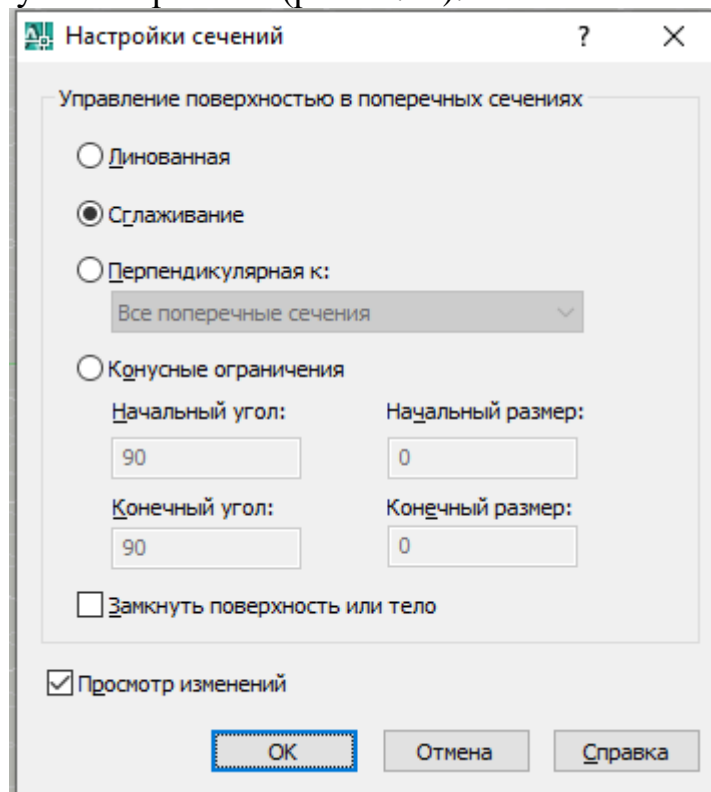 Настройки сечений ? X
Управление поверхностью в поперечных сечениях
Линованная
Сглаживание
Перпендикулярная к:
Все поперечные сечения
Конусные ограничения
Начальный угол: Начальный размер:
90 0
Конечный угол: Конечный размер:
90 0
Замкнуть поверхность или тело
Просмотр изменений
OK Отмена Справка